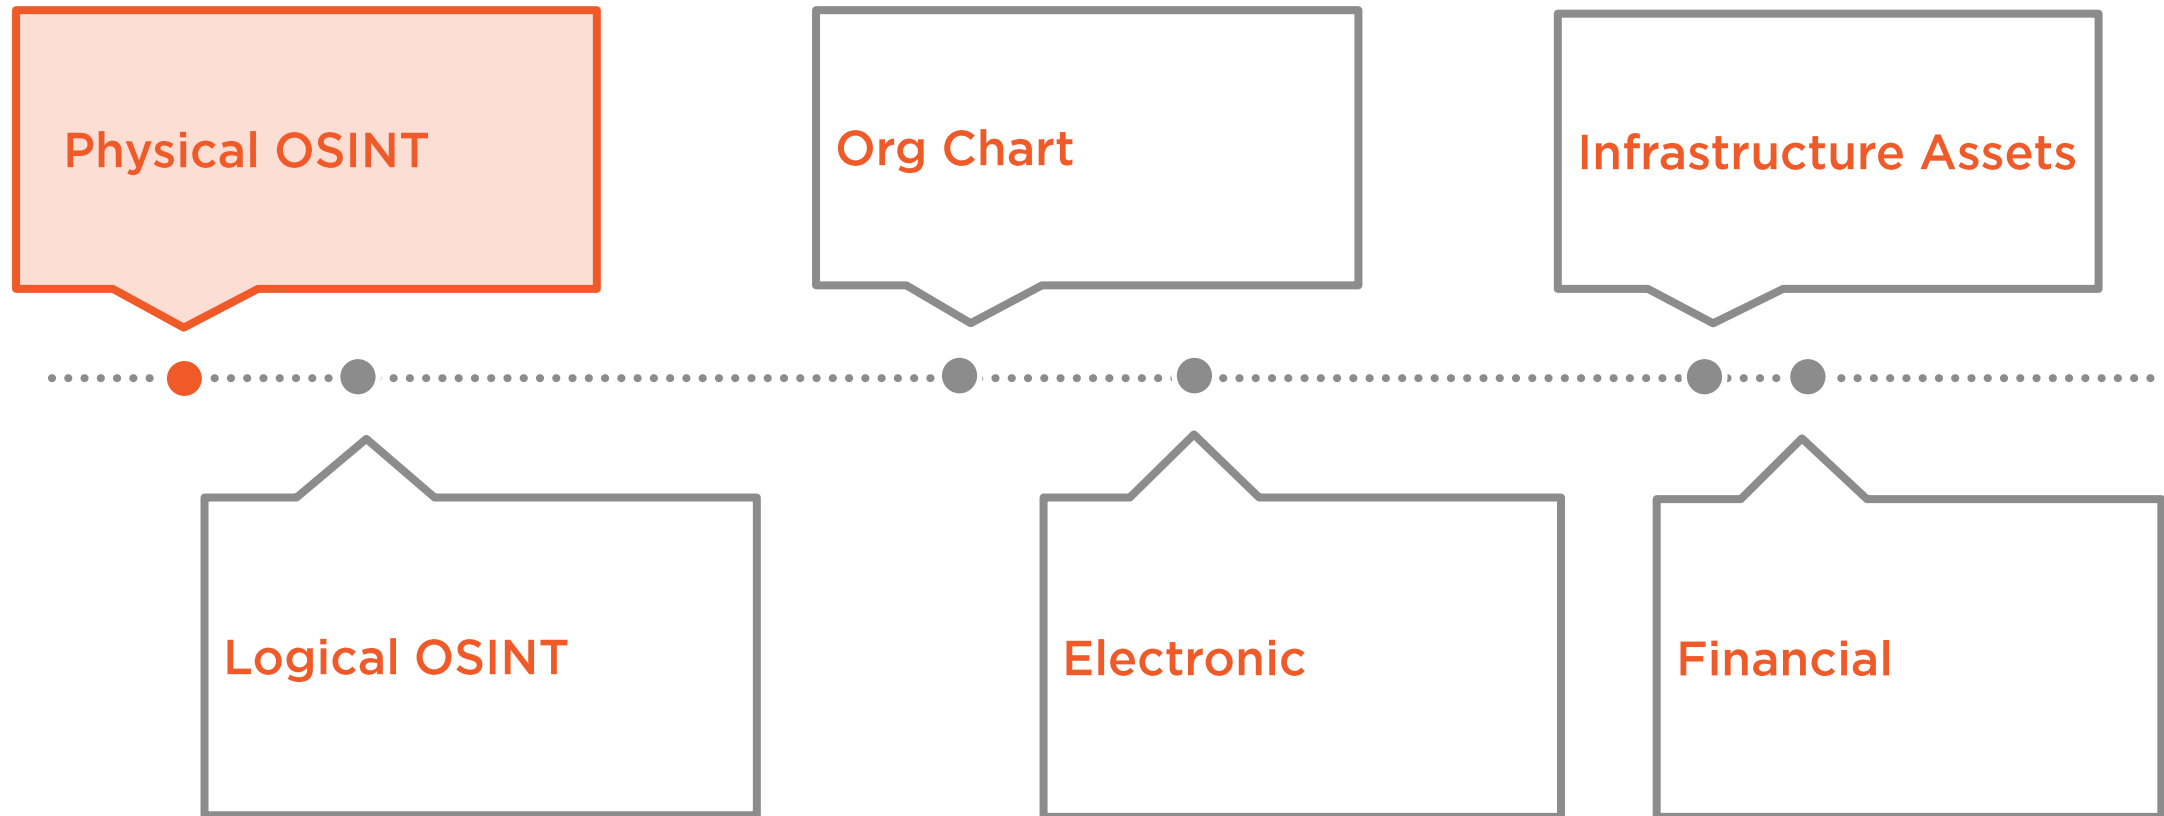 Physical OSINT
Org Chart
Infrastructure Assets
Logical OSINT
Electronic
Financial